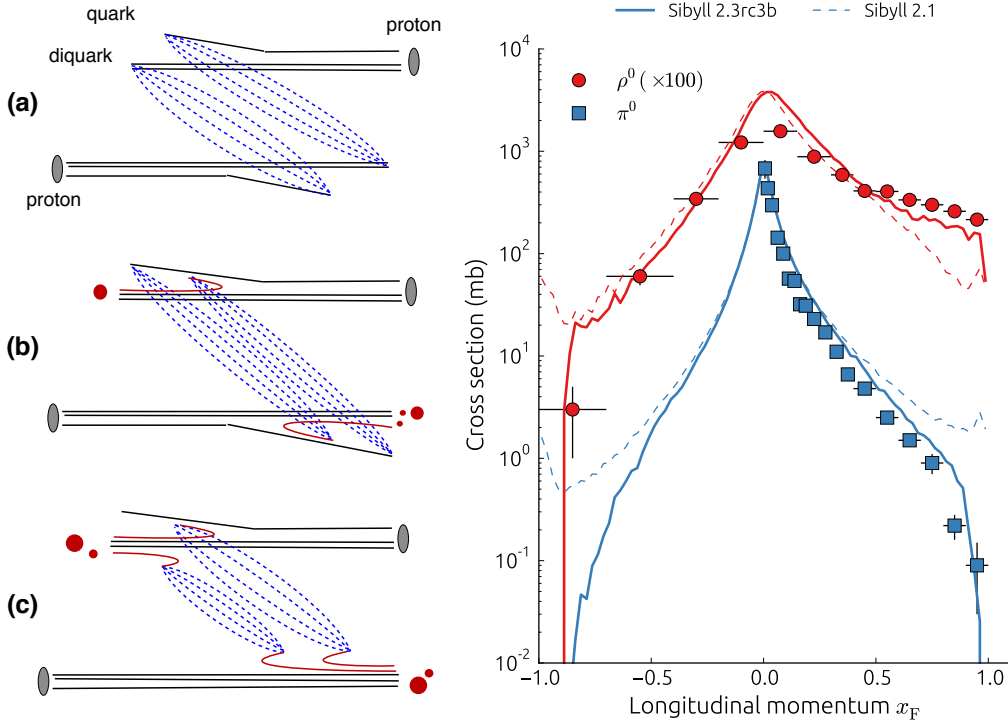 quark
proton
diquark
(a)
proton
(b)
(c)
Sibyll 2.3rc3b
Sibyll 2.1
ρ⁰ (×100)
π⁰
Cross section (mb)
10⁴
10³
10²
10¹
10⁰
10⁻¹
10⁻²
−1.0 −0.5 0.0 0.5 1.0
Longitudinal momentum x_F